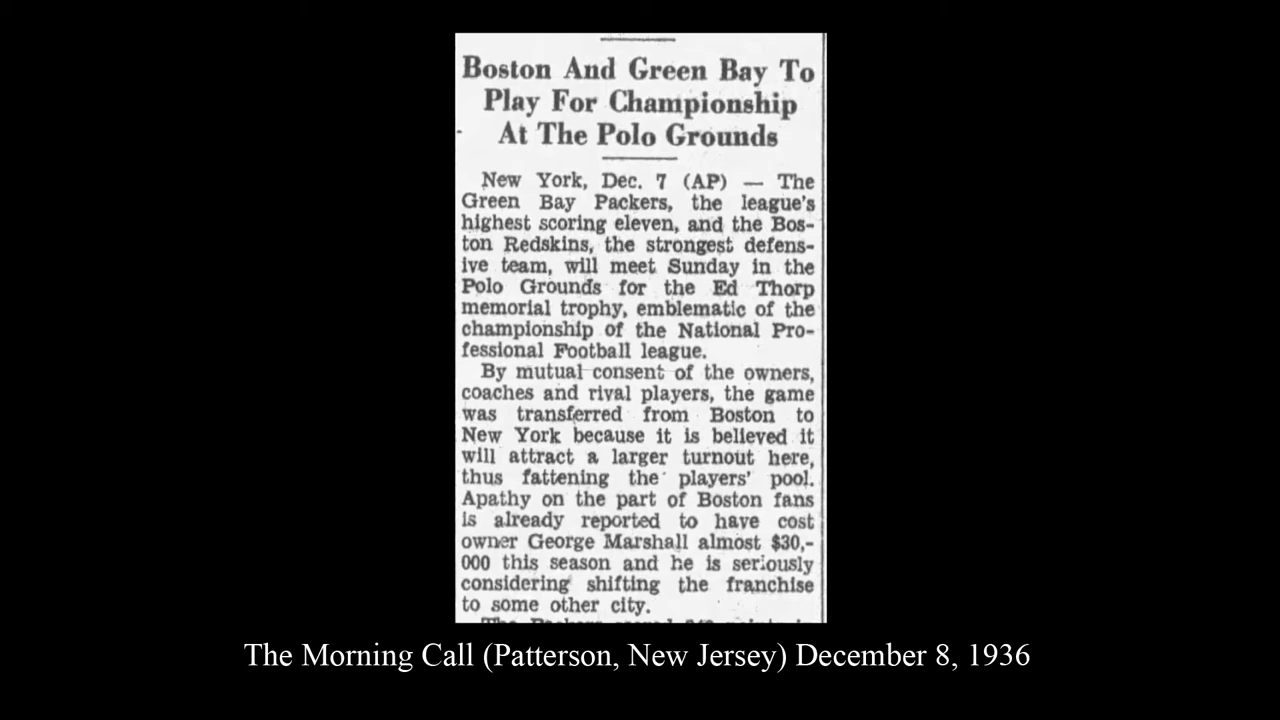 Boston And Green Bay To
Play For Championship
At The Polo Grounds
New York, Dec. 7 (AP) — The
Green Bay Packers, the league's
highest scoring eleven, and the Bos-
ton Redskins, the strongest defens-
ive team, will meet Sunday in the
Polo Grounds for the Ed Thorp
memorial trophy, emblematic of the
championship of the National Pro-
fessional Football league.
By mutual consent of the owners,
coaches and rival players, the game
was transferred from Boston to
New York because it is believed it
will attract a larger turnout here,
thus fattening the players' pool.
Apathy on the part of Boston fans
is already reported to have cost
owner George Marshall almost $30,-
000 this season and he is seriously
considering shifting the franchise
to some other city.
The Morning Call (Patterson, New Jersey) December 8, 1936